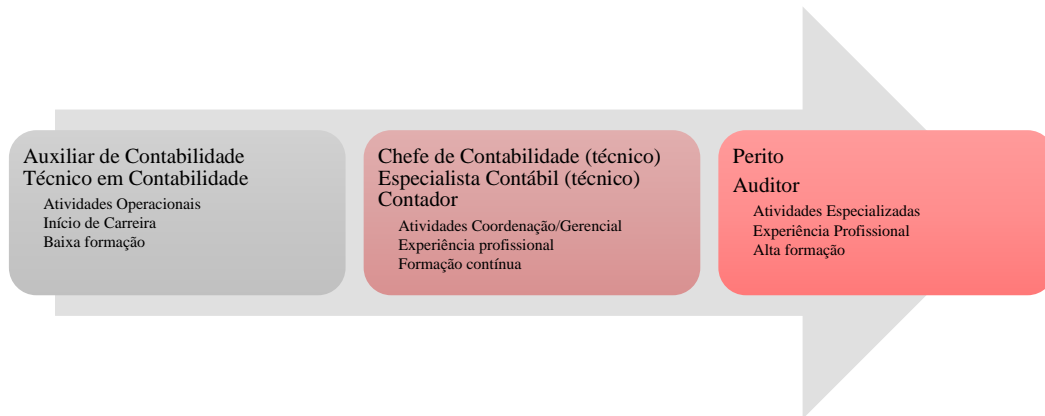 Auxiliar de Contabilidade
Técnico em Contabilidade
Atividades Operacionais
Início de Carreira
Baixa formação
Chefe de Contabilidade (técnico)
Especialista Contábil (técnico)
Contador
Atividades Coordenação/Gerencial
Experiência profissional
Formação contínua
Perito
Auditor
Atividades Especializadas
Experiência Profissional
Alta formação